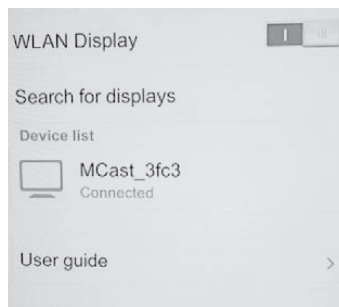 WLAN Display
Search for displays
Device list
MCast_3fc3
Connected
User guide